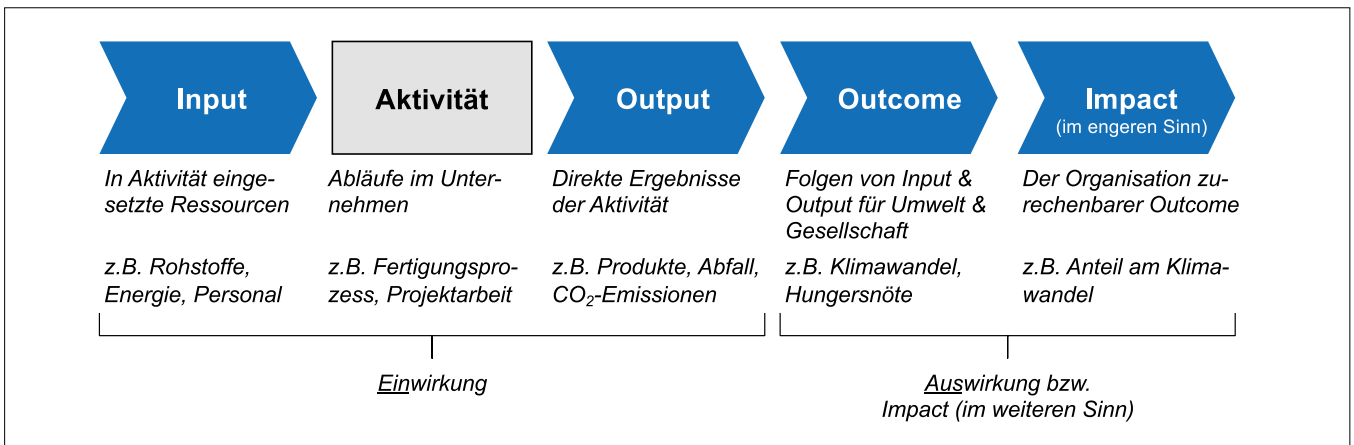 Input
Aktivität
Output
Outcome
Impact
(im engeren Sinn)
In Aktivität einge-
setzte Ressourcen
z.B. Rohstoffe,
Energie, Personal
Abläufe im Unter-
nehmen
z.B. Fertigungspro-
zess, Projektarbeit
Direkte Ergebnisse
der Aktivität
z.B. Produkte, Abfall,
CO₂-Emissionen
Folgen von Input &
Output für Umwelt &
Gesellschaft
z.B. Klimawandel,
Hungersnöte
Der Organisation zu-
rechenbarer Outcome
z.B. Anteil am Klima-
wandel
Einwirkung
Auswirkung bzw.
Impact (im weiteren Sinn)